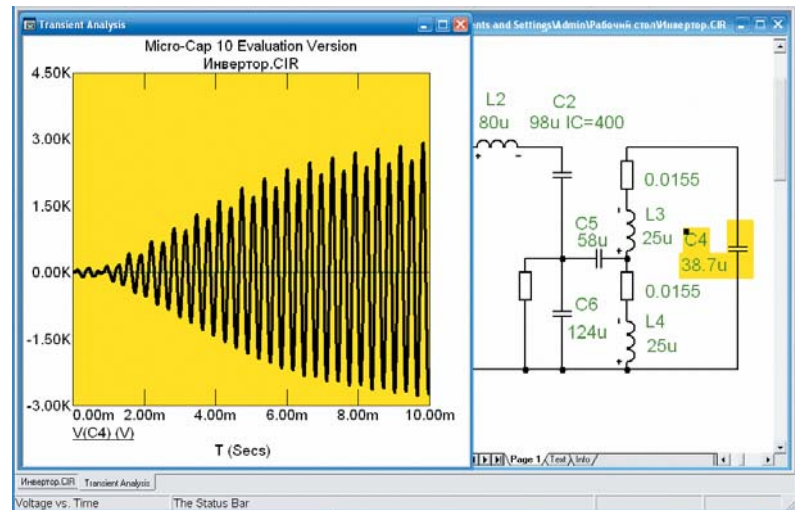 Transient Analysis
Micro-Cap 10 Evaluation Version
Инвертор.CIR
4.50K
3.00K
1.50K
0.00K
-1.50K
-3.00K
0.00m 2.00m 4.00m 6.00m 8.00m 10.00m
V(C4) (V)
T (Secs)
nts and Settings\Admin\Рабочий стол\Инвертор.CIR
L2
80u
C2
98u IC=400
0.0155
L3
25u
C5
58u
C4
38.7u
0.0155
C6
124u
L4
25u
Page 1 Text Info
Инвертор.CIR Transient Analysis
Voltage vs. Time The Status Bar